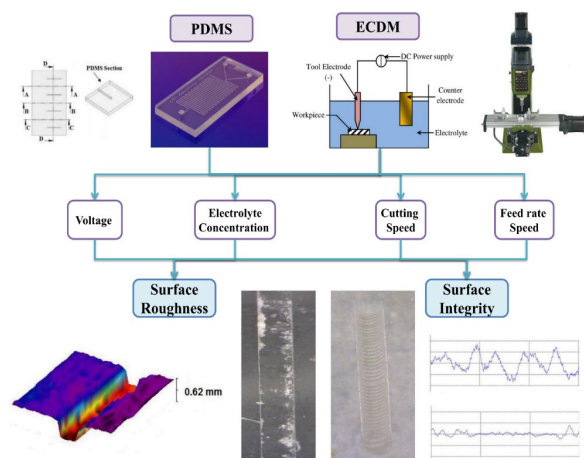 PDMS
ECDM
D
PDMS Section
A
A
B
B
C
C
D
DC Power supply
Tool Electrode
(-)
Counter
electrode
Workpiece
Electrolyte
Voltage
Electrolyte
Concentration
Cutting
Speed
Feed rate
Speed
Surface
Roughness
Surface
Integrity
0.62 mm